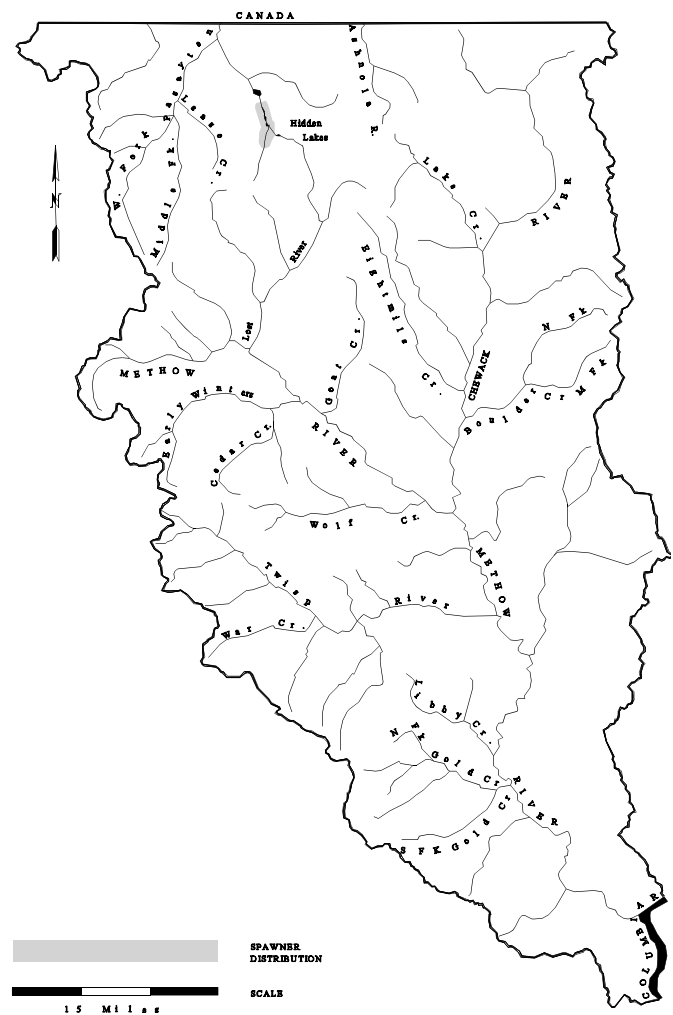 CANADA
Pasayten
Ashnola R.
Lease Cr.
Hidden
Lakes
W. Fork
Middle Fk.
Lake Cr.
RIVER
N
River
Eightmile Cr.
Lost
Goat Cr.
N Fk
CHEWACK
METHOW
Boulder Cr M Fk
Early Winters
Cedar Cr.
RIVER
Wolf Cr.
METHOW
Twisp River
War Cr.
Libby Cr.
N Fk Gold Cr
RIVER
S FK Gold Cr
COLUMBIA R
SPAWNER
DISTRIBUTION
SCALE
15 Miles